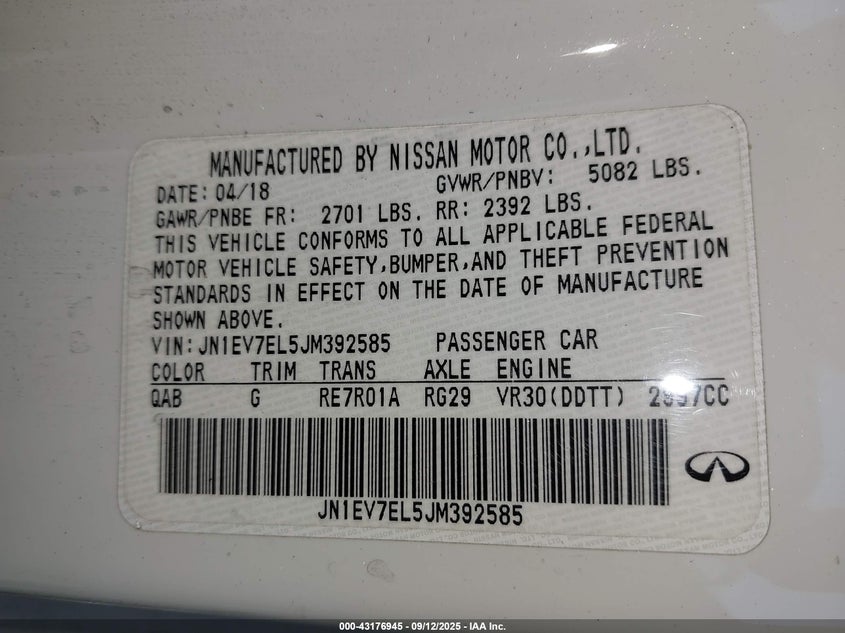 MANUFACTURED BY NISSAN MOTOR CO.,LTD.
DATE: 04/18 GVWR/PNBV: 5082 LBS.
GAWR/PNBE FR: 2701 LBS. RR: 2392 LBS.
THIS VEHICLE CONFORMS TO ALL APPLICABLE FEDERAL
MOTOR VEHICLE SAFETY,BUMPER,AND THEFT PREVENTION
STANDARDS IN EFFECT ON THE DATE OF MANUFACTURE
SHOWN ABOVE.
VIN:JN1EV7EL5JM392585 PASSENGER CAR
COLOR TRIM TRANS AXLE ENGINE
QAB G RE7R01A RG29 VR30(DDTT) 2997CC
JN1EV7EL5JM392585
000-43176945 - 09/12/2025 - IAA Inc.